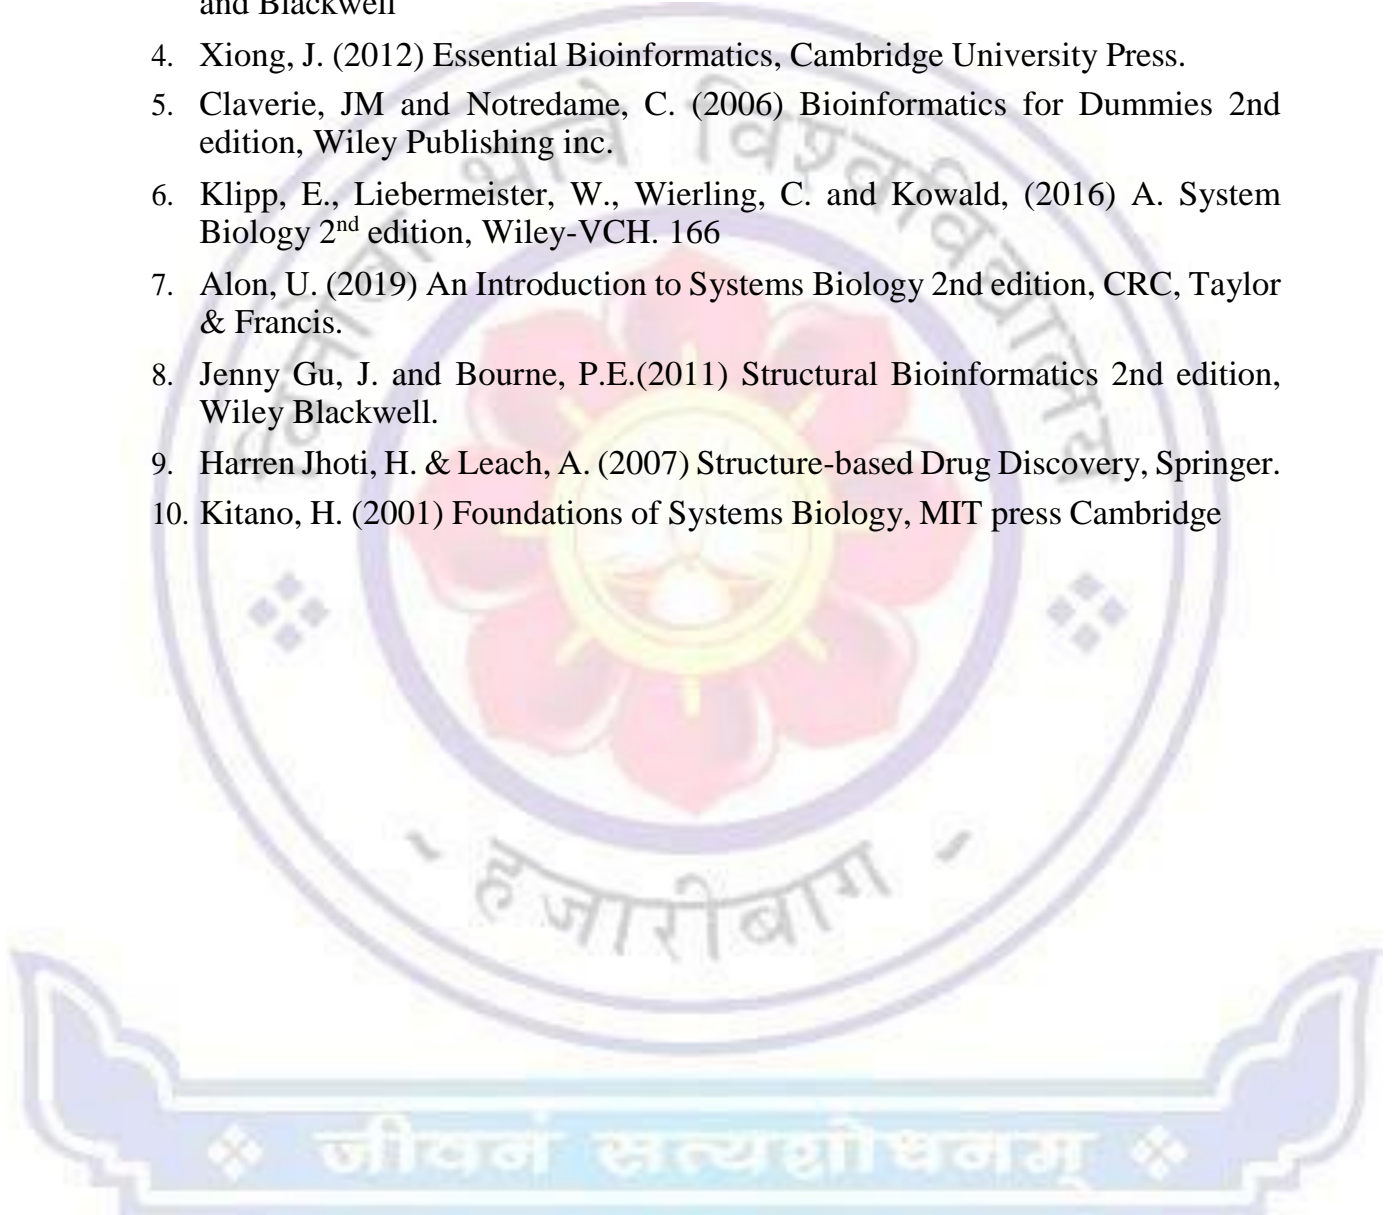 and Blackwell
4. Xiong, J. (2012) Essential Bioinformatics, Cambridge University Press.
5. Claverie, JM and Notredame, C. (2006) Bioinformatics for Dummies 2nd
edition, Wiley Publishing inc.
6. Klipp, E., Liebermeister, W., Wierling, C. and Kowald, (2016) A. System
Biology 2nd edition, Wiley-VCH. 166
7. Alon, U. (2019) An Introduction to Systems Biology 2nd edition, CRC, Taylor
& Francis.
8. Jenny Gu, J. and Bourne, P.E.(2011) Structural Bioinformatics 2nd edition,
Wiley Blackwell.
9. Harren Jhoti, H. & Leach, A. (2007) Structure-based Drug Discovery, Springer.
10. Kitano, H. (2001) Foundations of Systems Biology, MIT press Cambridge
विनोबा भावे विश्वविद्यालय
- हजारीबाग -
जीवनं सत्यशोधनम्